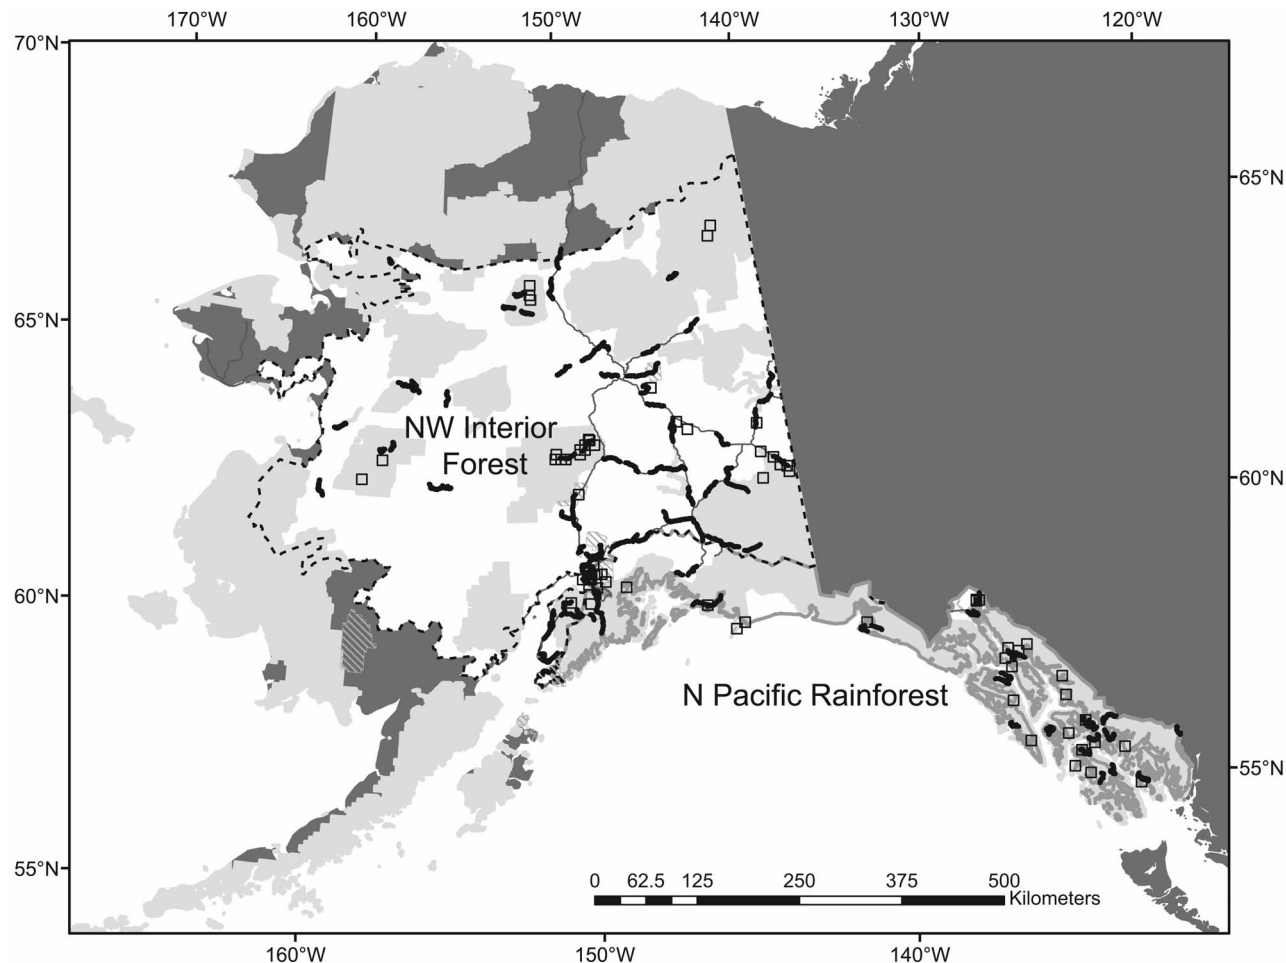 170°W 160°W 150°W 140°W 130°W 120°W
70°N
65°N
65°N
NW Interior
Forest
60°N
60°N
N Pacific Rainforest
55°N
55°N
0 62.5 125 250 375 500
Kilometers
160°W 150°W 140°W